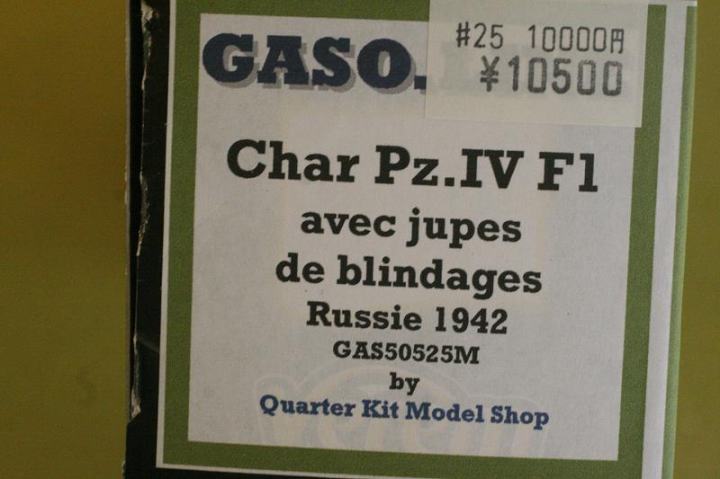 #25 10000円
¥10500
GASO.
Char Pz.IV F1
avec jupes
de blindages
Russie 1942
GAS50525M
by
Quarter Kit Model Shop